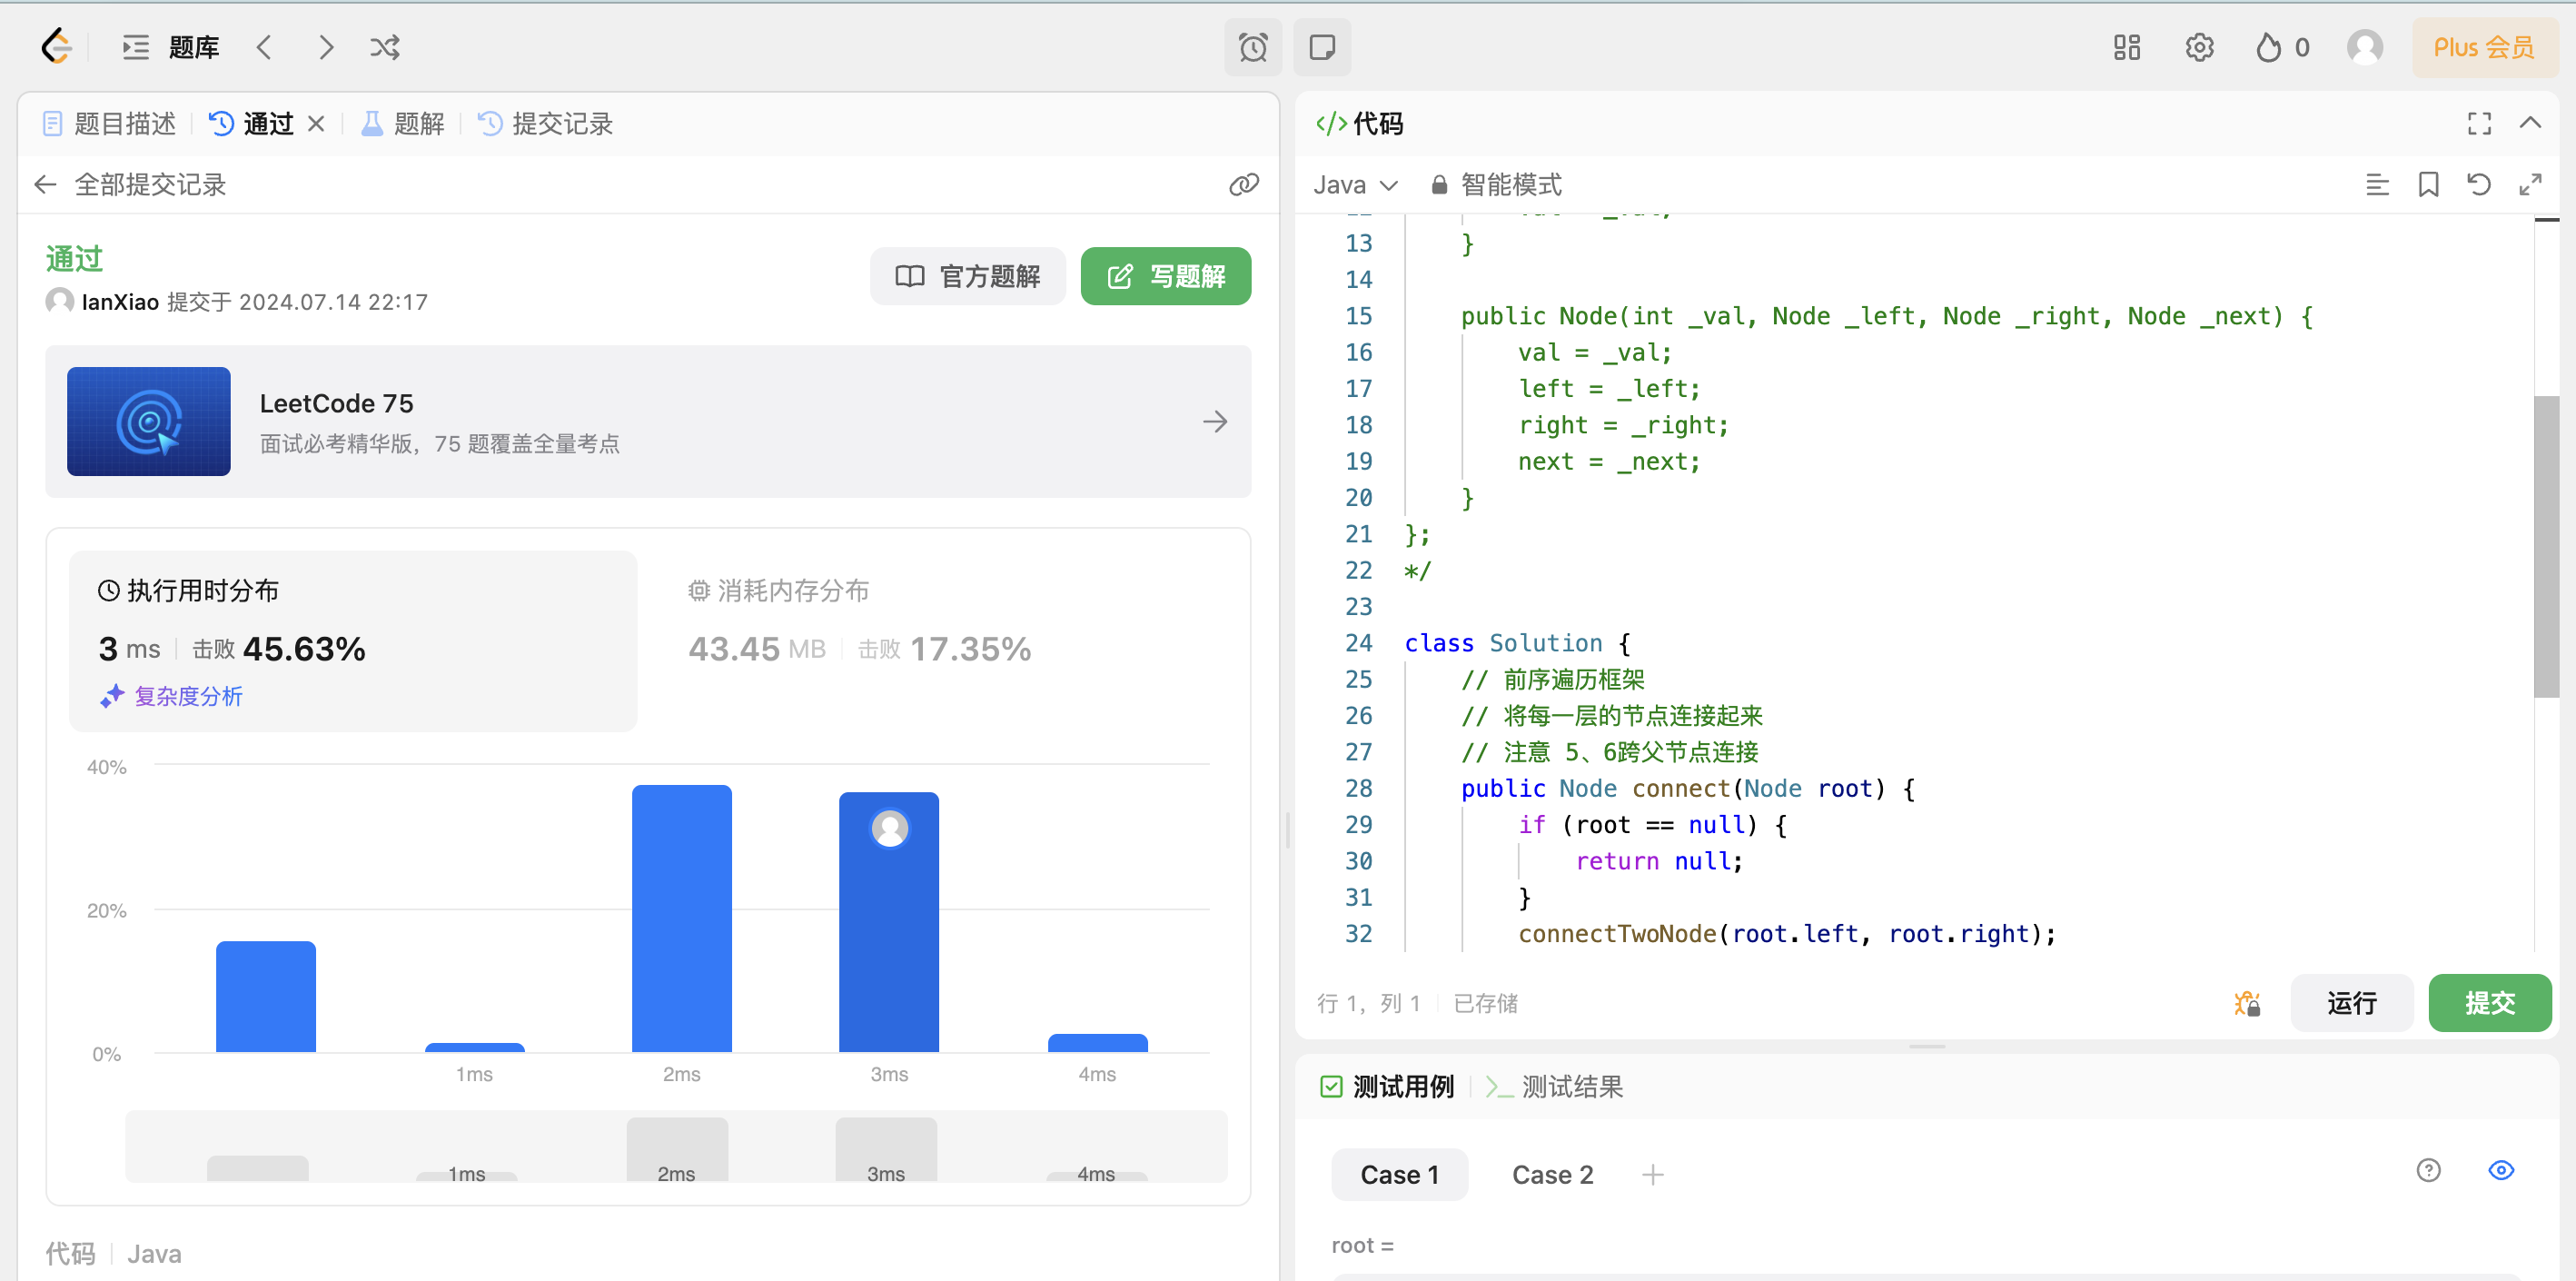 题库
0
Plus 会员
题目描述
通过
题解
提交记录
全部提交记录
通过
IanXiao 提交于 2024.07.14 22:17
官方题解
写题解
LeetCode 75
面试必考精华版，75 题覆盖全量考点
执行用时分布
3 ms 击败 45.63%
复杂度分析
消耗内存分布
43.45 MB 击败 17.35%
40%
20%
0%
1ms 2ms 3ms 4ms
1ms 2ms 3ms 4ms
代码 Java
</> 代码
Java 智能模式
13 }
14
15 public Node(int _val, Node _left, Node _right, Node _next) {
16 val = _val;
17 left = _left;
18 right = _right;
19 next = _next;
20 }
21 };
22 */
23
24 class Solution {
25 // 前序遍历框架
26 // 将每一层的节点连接起来
27 // 注意 5、6跨父节点连接
28 public Node connect(Node root) {
29 if (root == null) {
30 return null;
31 }
32 connectTwoNode(root.left, root.right);
行 1，列 1 已存储
运行
提交
测试用例
测试结果
Case 1
Case 2
root =